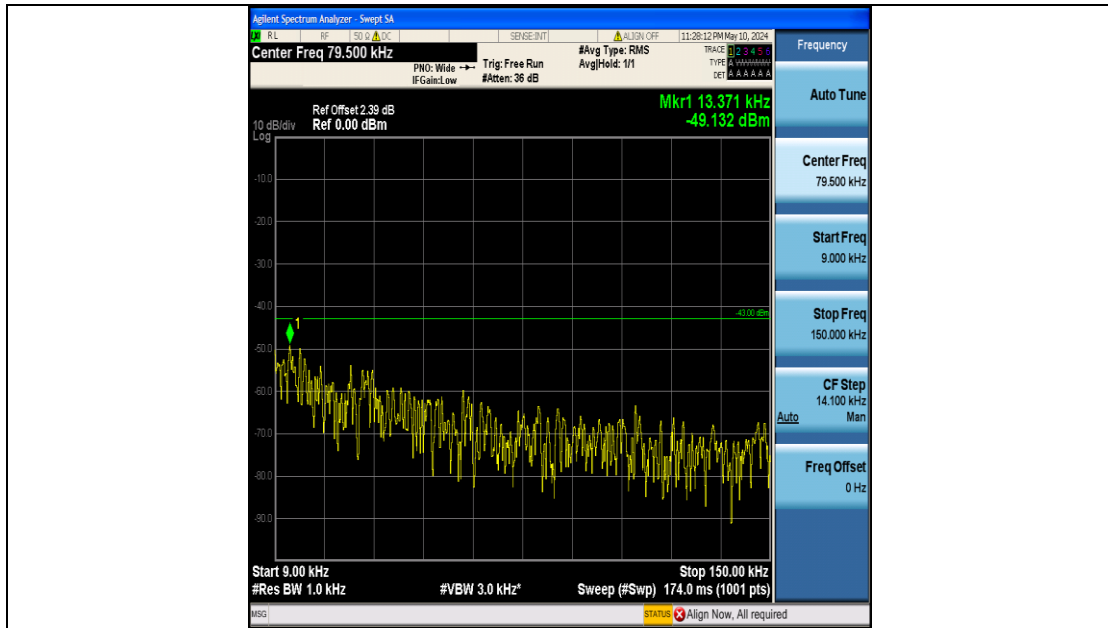 Agilent Spectrum Analyzer - Swept SA
RL RF 50 Ω DC SENSE:INT ALIGN OFF 11:28:12 PM May 10, 2024
Center Freq 79.500 kHz
PNO: Wide
IFGain:Low
Trig: Free Run
#Atten: 36 dB
#Avg Type: RMS
Avg|Hold: 1/1
TRACE 1 2 3 4 5 6
TYPE A WWWWW
DET A A A A A A
Mkr1 13.371 kHz
-49.132 dBm
Ref Offset 2.39 dB
10 dB/div Ref 0.00 dBm
Log
-10.0
-20.0
-30.0
-40.0
-43.00 dBm
1
-50.0
-60.0
-70.0
-80.0
-90.0
Start 9.00 kHz Stop 150.00 kHz
#Res BW 1.0 kHz #VBW 3.0 kHz* Sweep (#Swp) 174.0 ms (1001 pts)
MSG STATUS Align Now, All required
Frequency
Auto Tune
Center Freq
79.500 kHz
Start Freq
9.000 kHz
Stop Freq
150.000 kHz
CF Step
14.100 kHz
Auto Man
Freq Offset
0 Hz